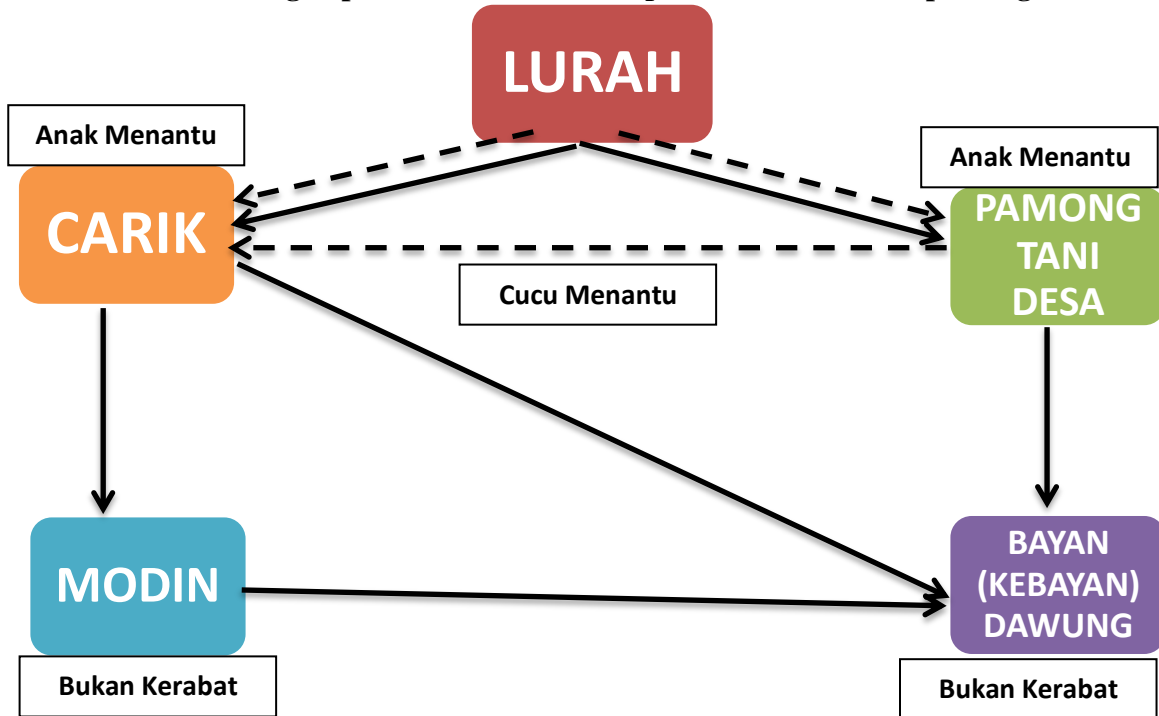 LURAH
Anak Menantu
Anak Menantu
CARIK
PAMONG
TANI
DESA
Cucu Menantu
MODIN
BAYAN
(KEBAYAN)
DAWUNG
Bukan Kerabat
Bukan Kerabat